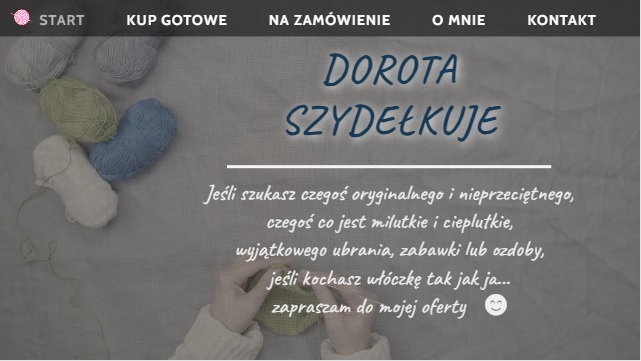 START KUP GOTOWE NA ZAMÓWIENIE O MNIE KONTAKT
DOROTA
SZYDEŁKUJE
Jeśli szukasz czegoś oryginalnego i nieprzeciętnego,
czegoś co jest milutkie i cieplutkie,
wyjątkowego ubrania, zabawki lub ozdoby,
jeśli kochasz włóczkę tak jak ja...
zapraszam do mojej oferty